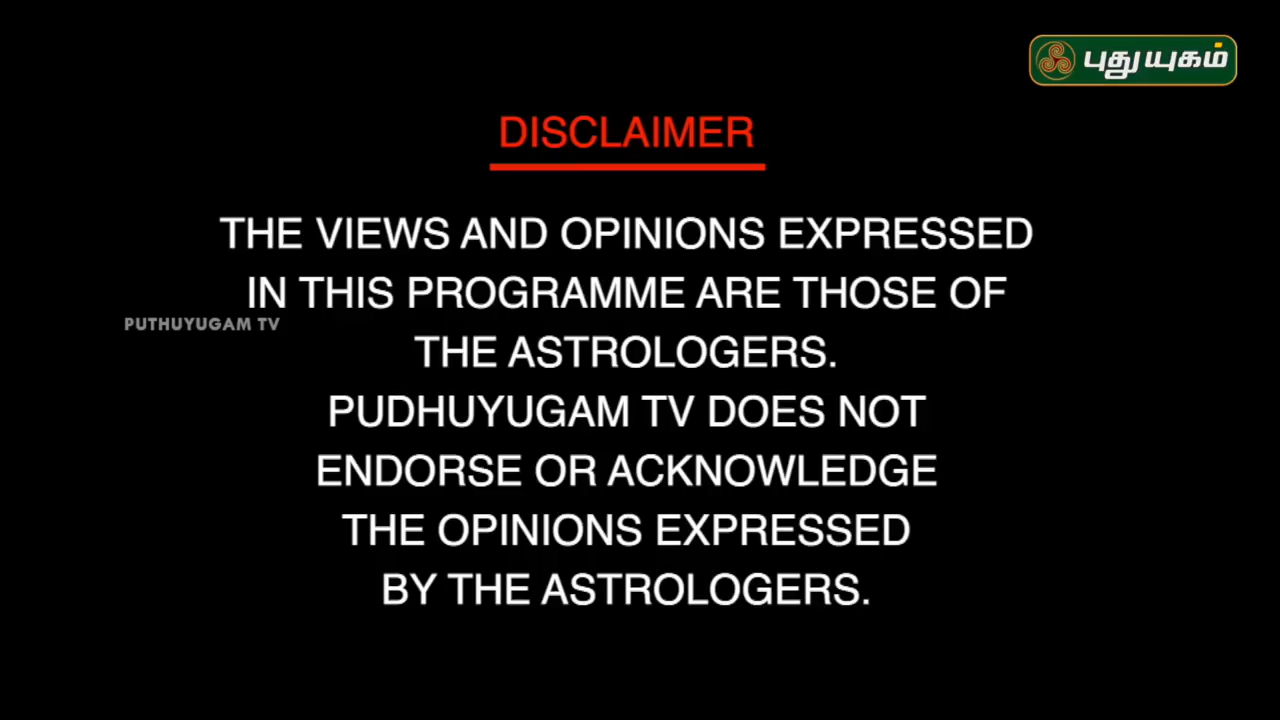 புதுயுகம்
DISCLAIMER
THE VIEWS AND OPINIONS EXPRESSED
IN THIS PROGRAMME ARE THOSE OF
PUTHUYUGAM TV
THE ASTROLOGERS.
PUDHUYUGAM TV DOES NOT
ENDORSE OR ACKNOWLEDGE
THE OPINIONS EXPRESSED
BY THE ASTROLOGERS.